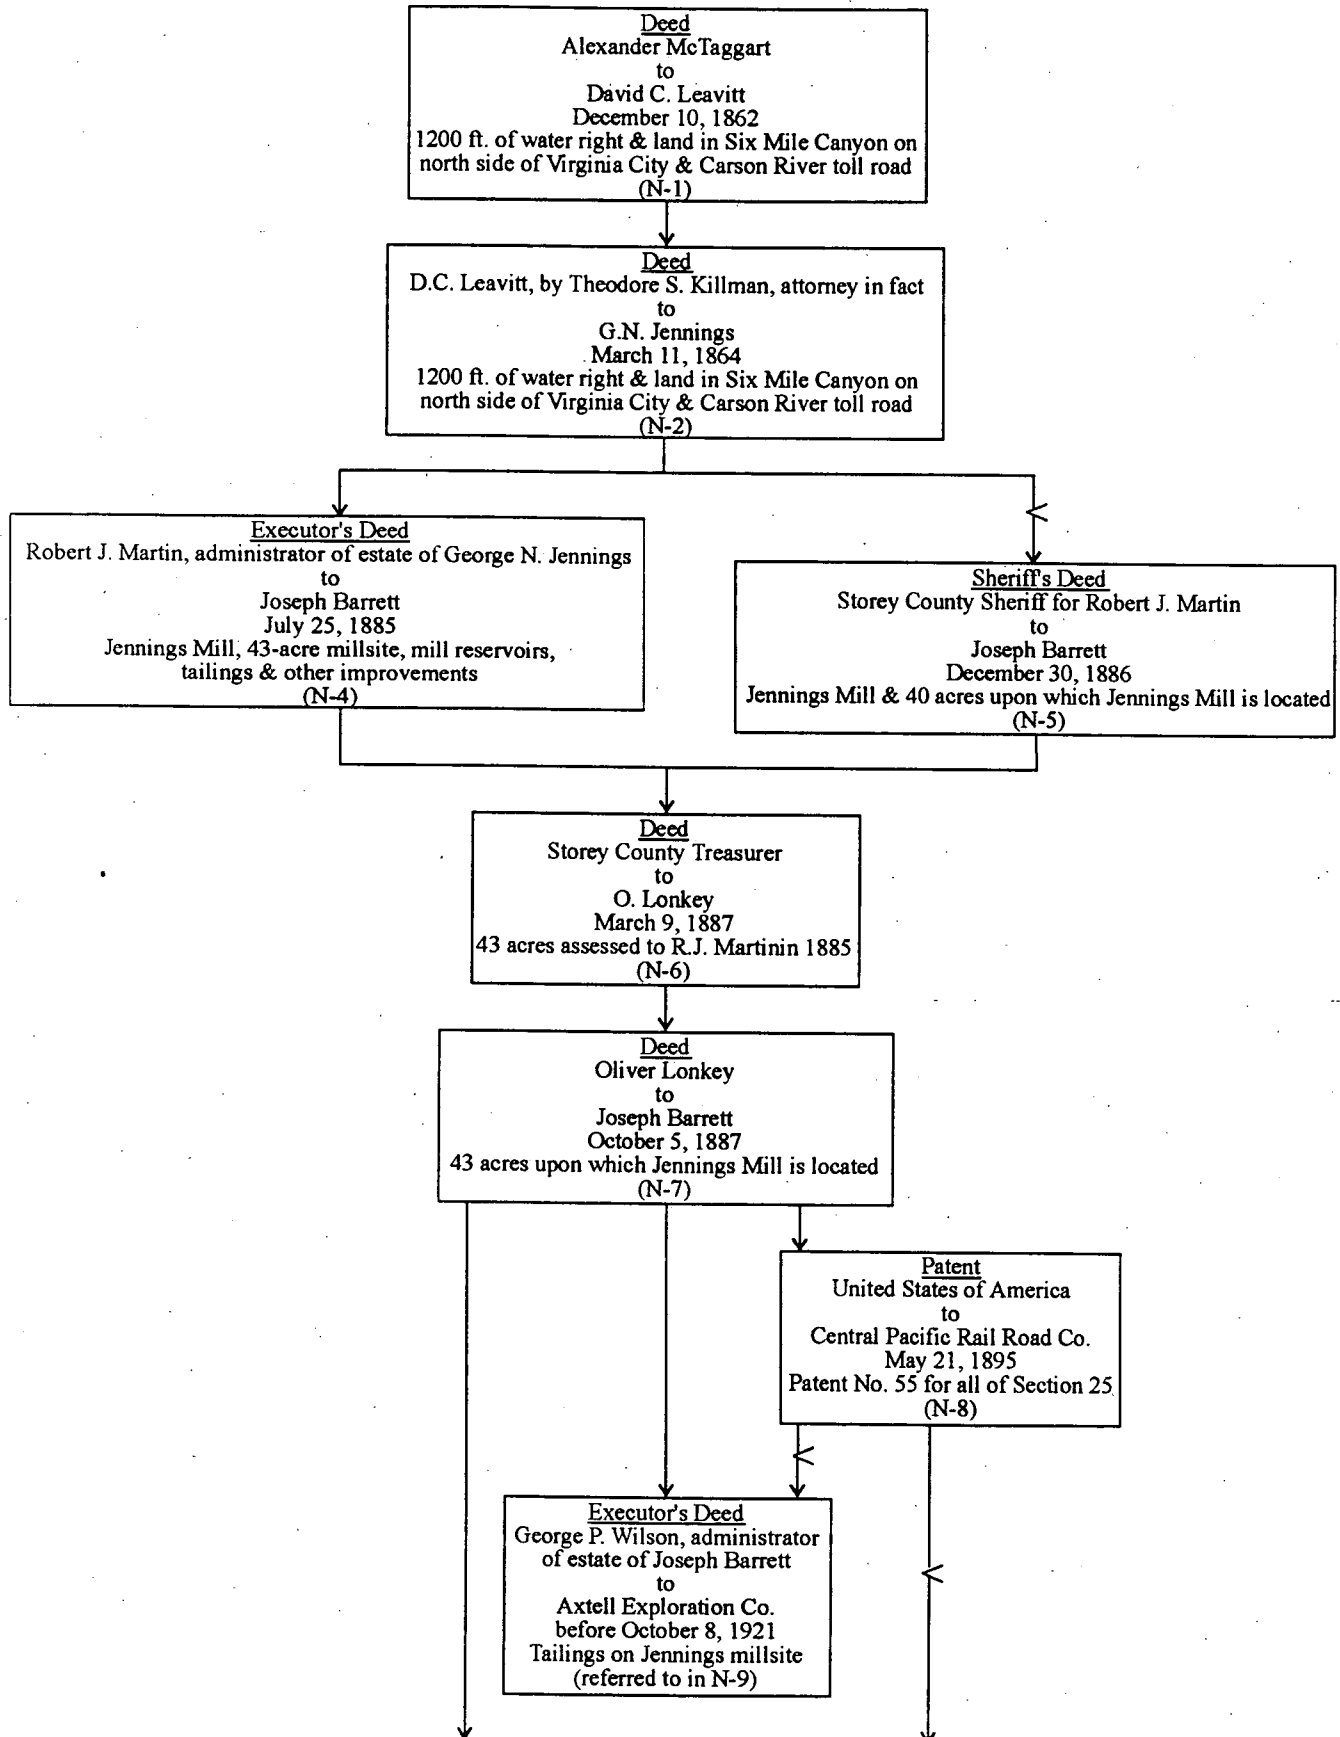 Deed
Alexander McTaggart
to
David C. Leavitt
December 10, 1862
1200 ft. of water right & land in Six Mile Canyon on
north side of Virginia City & Carson River toll road
(N-1)
Deed
D.C. Leavitt, by Theodore S. Killman, attorney in fact
to
G.N. Jennings
March 11, 1864
1200 ft. of water right & land in Six Mile Canyon on
north side of Virginia City & Carson River toll road
(N-2)
Executor's Deed
Robert J. Martin, administrator of estate of George N. Jennings
to
Joseph Barrett
July 25, 1885
Jennings Mill, 43-acre millsite, mill reservoirs,
tailings & other improvements
(N-4)
Sheriff's Deed
Storey County Sheriff for Robert J. Martin
to
Joseph Barrett
December 30, 1886
Jennings Mill & 40 acres upon which Jennings Mill is located
(N-5)
Deed
Storey County Treasurer
to
O. Lonkey
March 9, 1887
43 acres assessed to R.J. Martinin 1885
(N-6)
Deed
Oliver Lonkey
to
Joseph Barrett
October 5, 1887
43 acres upon which Jennings Mill is located
(N-7)
Patent
United States of America
to
Central Pacific Rail Road Co.
May 21, 1895
Patent No. 55 for all of Section 25
(N-8)
Executor's Deed
George P. Wilson, administrator
of estate of Joseph Barrett
to
Axtell Exploration Co.
before October 8, 1921
Tailings on Jennings millsite
(referred to in N-9)